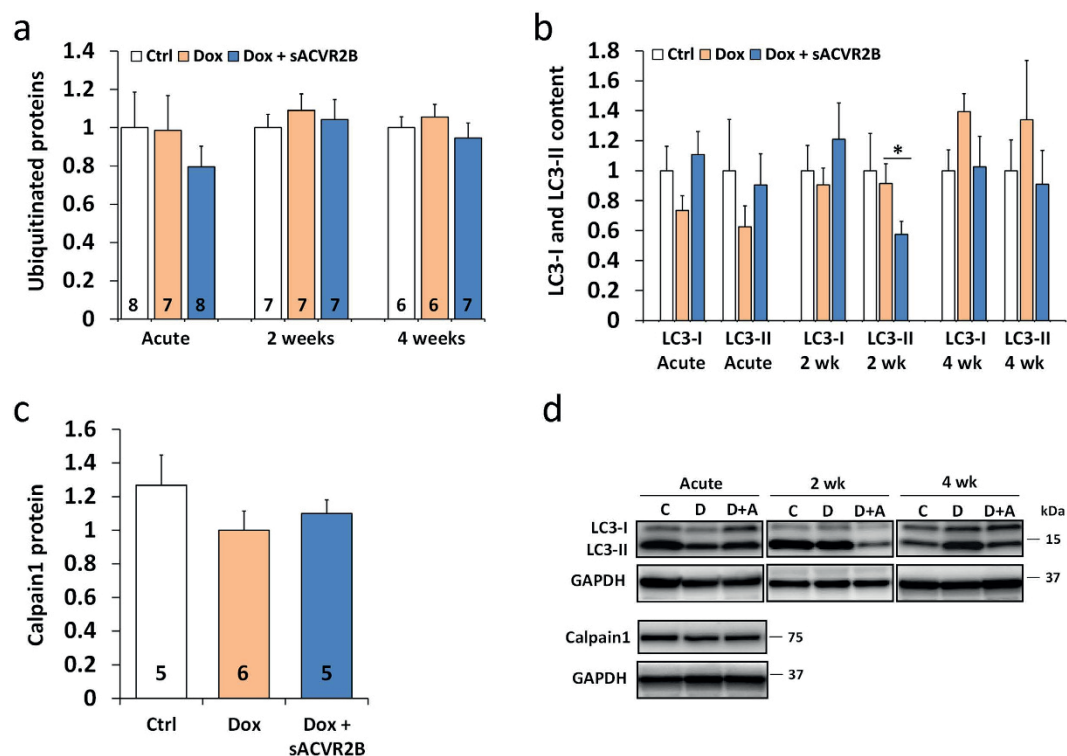 a
Ubiquitinated proteins
1.4
1.2
1
0.8
0.6
0.4
0.2
0
Ctrl Dox Dox + sACVR2B
8 7 8 7 7 7 6 6 7
Acute 2 weeks 4 weeks
b
LC3-I and LC3-II content
1.8
1.6
1.4
1.2
1
0.8
0.6
0.4
0.2
0
Ctrl Dox Dox + sACVR2B
*
LC3-I LC3-II LC3-I LC3-II LC3-I LC3-II
Acute Acute 2 wk 2 wk 4 wk 4 wk
c
Calpain1 protein
1.6
1.4
1.2
1
0.8
0.6
0.4
0.2
0
5 6 5
Ctrl Dox Dox +
sACVR2B
d
Acute 2 wk 4 wk
C D D+A C D D+A C D D+A kDa
LC3-I
15
LC3-II
GAPDH 37
Calpain1 75
GAPDH 37